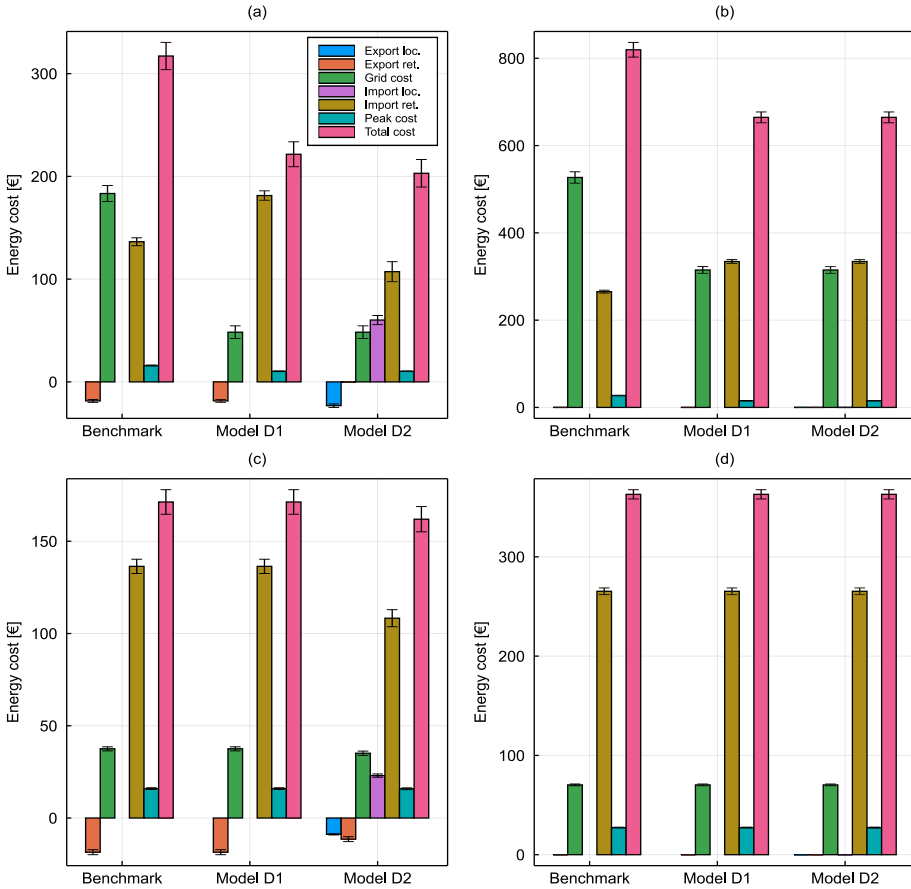 (a)
Energy cost [€]
300
200
100
0
Export loc.
Export ret.
Grid cost
Import loc.
Import ret.
Peak cost
Total cost
Benchmark
Model D1
Model D2
(b)
Energy cost [€]
800
600
400
200
0
Benchmark
Model D1
Model D2
(c)
Energy cost [€]
150
100
50
0
Benchmark
Model D1
Model D2
(d)
Energy cost [€]
300
200
100
0
Benchmark
Model D1
Model D2